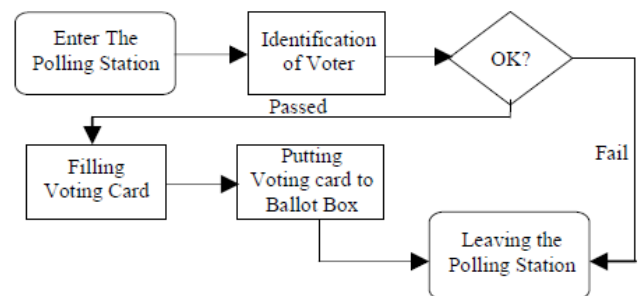 Enter The
Polling Station
Identification
of Voter
OK?
Passed
Fail
Filling
Voting Card
Putting
Voting card to
Ballot Box
Leaving the
Polling Station